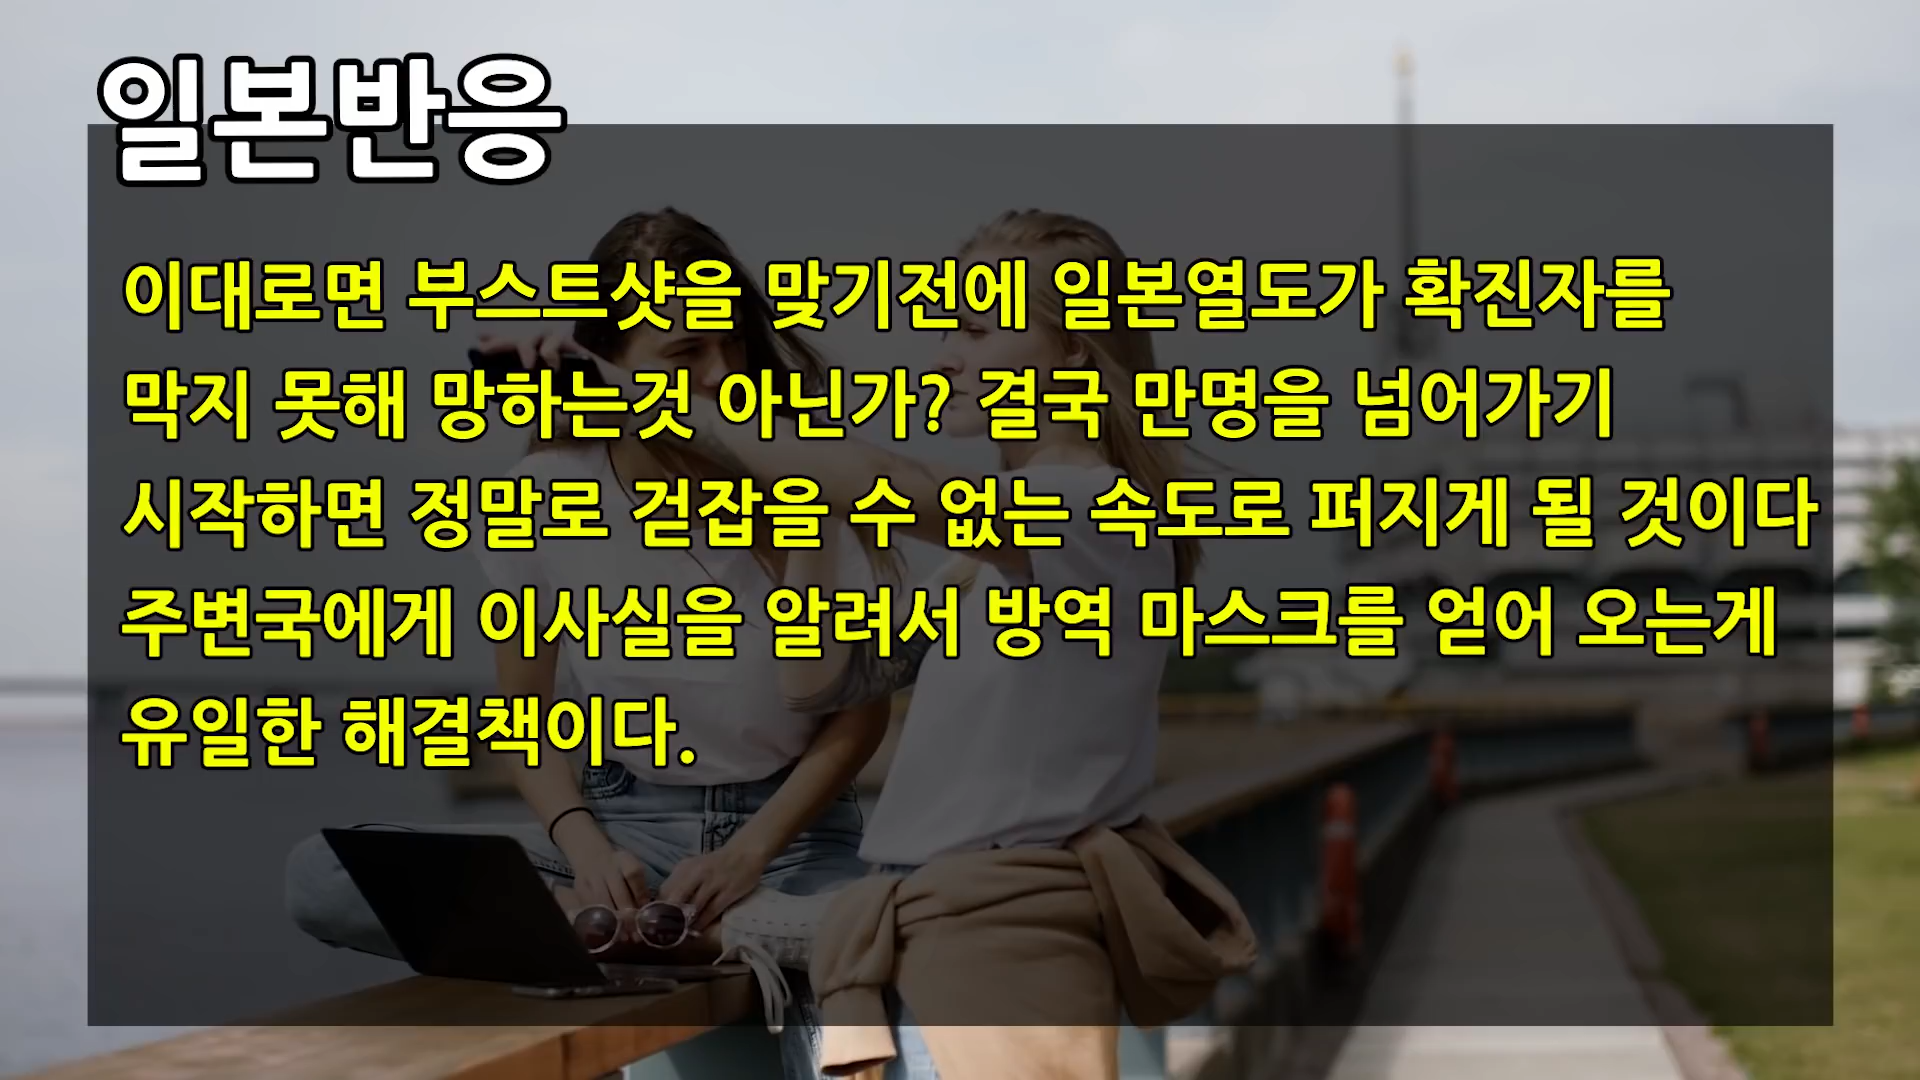 일본반응
이대로면 부스트샷을 맞기전에 일본열도가 확진자를
막지 못해 망하는것 아닌가? 결국 만명을 넘어가기
시작하면 정말로 걷잡을 수 없는 속도로 퍼지게 될 것이다
주변국에게 이사실을 알려서 방역 마스크를 얻어 오는게
유일한 해결책이다.